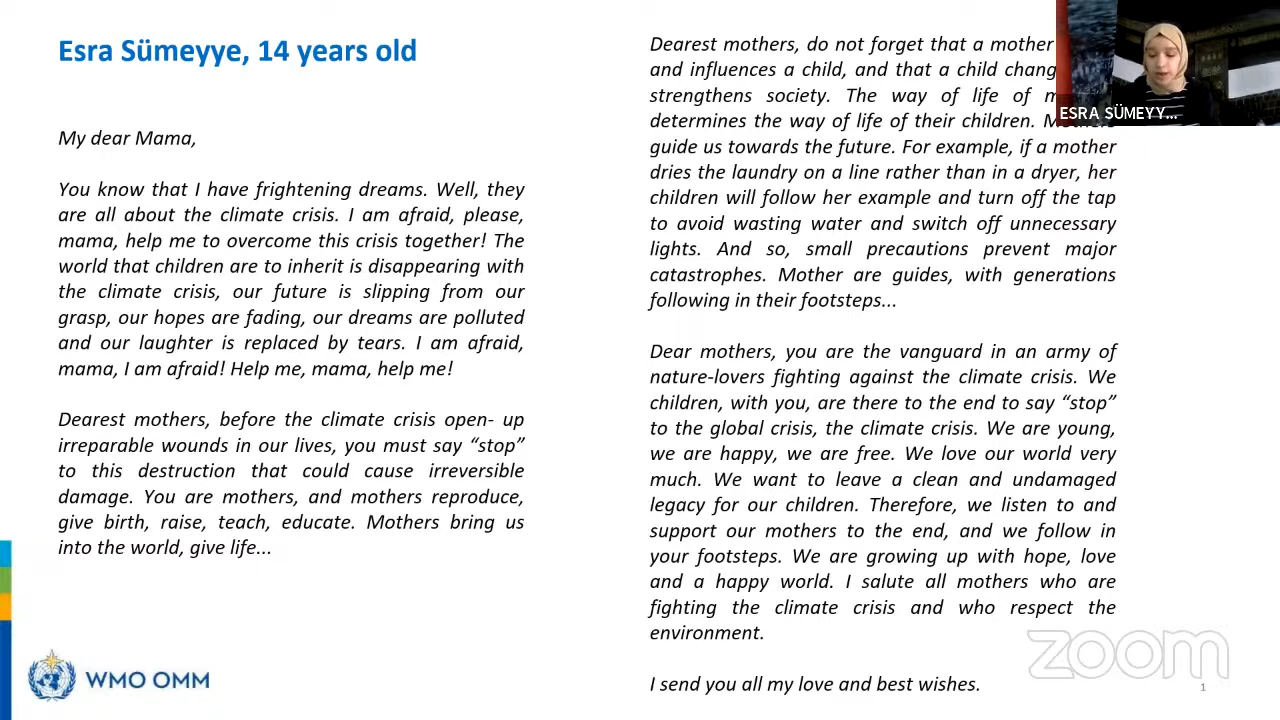 Esra Sümeyye, 14 years old
My dear Mama,
You know that I have frightening dreams. Well, they
are all about the climate crisis. I am afraid, please,
mama, help me to overcome this crisis together! The
world that children are to inherit is disappearing with
the climate crisis, our future is slipping from our
grasp, our hopes are fading, our dreams are polluted
and our laughter is replaced by tears. I am afraid,
mama, I am afraid! Help me, mama, help me!
Dearest mothers, before the climate crisis open- up
irreparable wounds in our lives, you must say “stop”
to this destruction that could cause irreversible
damage. You are mothers, and mothers reproduce,
give birth, raise, teach, educate. Mothers bring us
into the world, give life...
Dearest mothers, do not forget that a mother
and influences a child, and that a child
strengthens society. The way of life of
determines the way of life of their children.
guide us towards the future. For example, if a mother
dries the laundry on a line rather than in a dryer, her
children will follow her example and turn off the tap
to avoid wasting water and switch off unnecessary
lights. And so, small precautions prevent major
catastrophes. Mother are guides, with generations
following in their footsteps...
Dear mothers, you are the vanguard in an army of
nature-lovers fighting against the climate crisis. We
children, with you, are there to the end to say “stop”
to the global crisis, the climate crisis. We are young,
we are happy, we are free. We love our world very
much. We want to leave a clean and undamaged
legacy for our children. Therefore, we listen to and
support our mothers to the end, and we follow in
your footsteps. We are growing up with hope, love
and a happy world. I salute all mothers who are
fighting the climate crisis and who respect the
environment.
I send you all my love and best wishes.
ESRA SÜMEYY...
WMO OMM
zoom
1